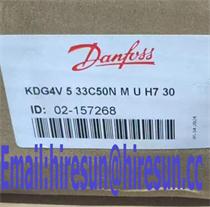 Danfoss
KDG4V 5 33C50N M U H7 30
ID: 02-157268
Email:hiresun@hiresun.cc